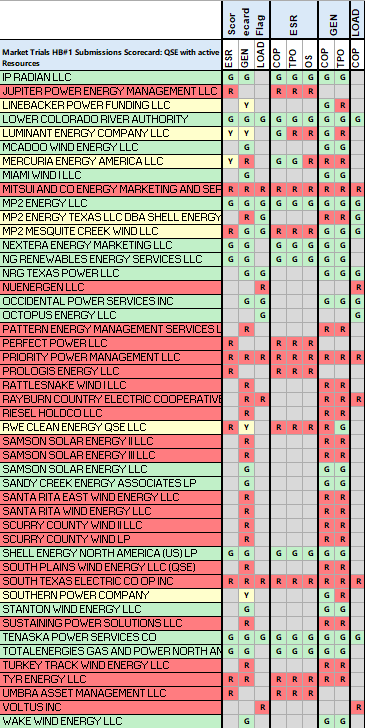 Scor ecard Flag ESR GEN LOAD
Market Trials HB#1 Submissions Scorecard: QSE with active Resources ESR GEN LOAD COP TPO OS COP TPO COP
IP RADIAN LLC G G G G G G G
JUPITER POWER ENERGY MANAGEMENT LLC R R R R
LINEBACKER POWER FUNDING LLC Y G R
LOWER COLORADO RIVER AUTHORITY G G G G G G G G G
LUMINANT ENERGY COMPANY LLC Y Y G R R G G
MCADOO WIND ENERGY LLC G G G
MERCURIA ENERGY AMERICA LLC Y R G G R R R
MIAMI WIND I LLC G G G
MITSUI AND CO ENERGY MARKETING AND SER R R R R R R R R R
MP2 ENERGY LLC G G G G G G G G G
MP2 ENERGY TEXAS LLC DBA SHELL ENERGY R G R R G
MP2 MESQUITE CREEK WIND LLC R G G R R R G G G
NEXTERA ENERGY MARKETING LLC G G G G G G G
NG RENEWABLES ENERGY SERVICES LLC G G G G G G G
NRG TEXAS POWER LLC G G G G G
NUENERGEN LLC R R
OCCIDENTAL POWER SERVICES INC G G G G G
OCTOPUS ENERGY LLC G G
PATTERN ENERGY MANAGEMENT SERVICES L R R R
PERFECT POWER LLC R R R R
PRIORITY POWER MANAGEMENT LLC R R R R R R R R R
PROLOGIS ENERGY LLC R R R R
RATTLESNAKE WIND I LLC R R R
RAYBURN COUNTRY ELECTRIC COOPERATIVE R R R R R
RIESEL HOLDCO LLC R R R
RWE CLEAN ENERGY QSE LLC R Y R R R R G
SAMSON SOLAR ENERGY II LLC R R R
SAMSON SOLAR ENERGY III LLC R R R
SAMSON SOLAR ENERGY LLC G G G
SANDY CREEK ENERGY ASSOCIATES LP G G G
SANTA RITA EAST WIND ENERGY LLC R R R
SANTA RITA WIND ENERGY LLC R R R
SCURRY COUNTY WIND II LLC R R R
SCURRY COUNTY WIND LP R R R
SHELL ENERGY NORTH AMERICA (US) LP G G G G G G G
SOUTH PLAINS WIND ENERGY LLC (QSE) R R R
SOUTH TEXAS ELECTRIC CO OP INC R R R R R R R R R
SOUTHERN POWER COMPANY Y G R
STANTON WIND ENERGY LLC G G G
SUSTAINING POWER SOLUTIONS LLC R R R
TENASKA POWER SERVICES CO G G G G G G G G G
TOTALENERGIES GAS AND POWER NORTH AM G G G G G G G
TURKEY TRACK WIND ENERGY LLC R R R
TYR ENERGY LLC R R R R R R R
UMBRA ASSET MANAGEMENT LLC R R R R
VOLTUS INC R R
WAKE WIND ENERGY LLC G G G